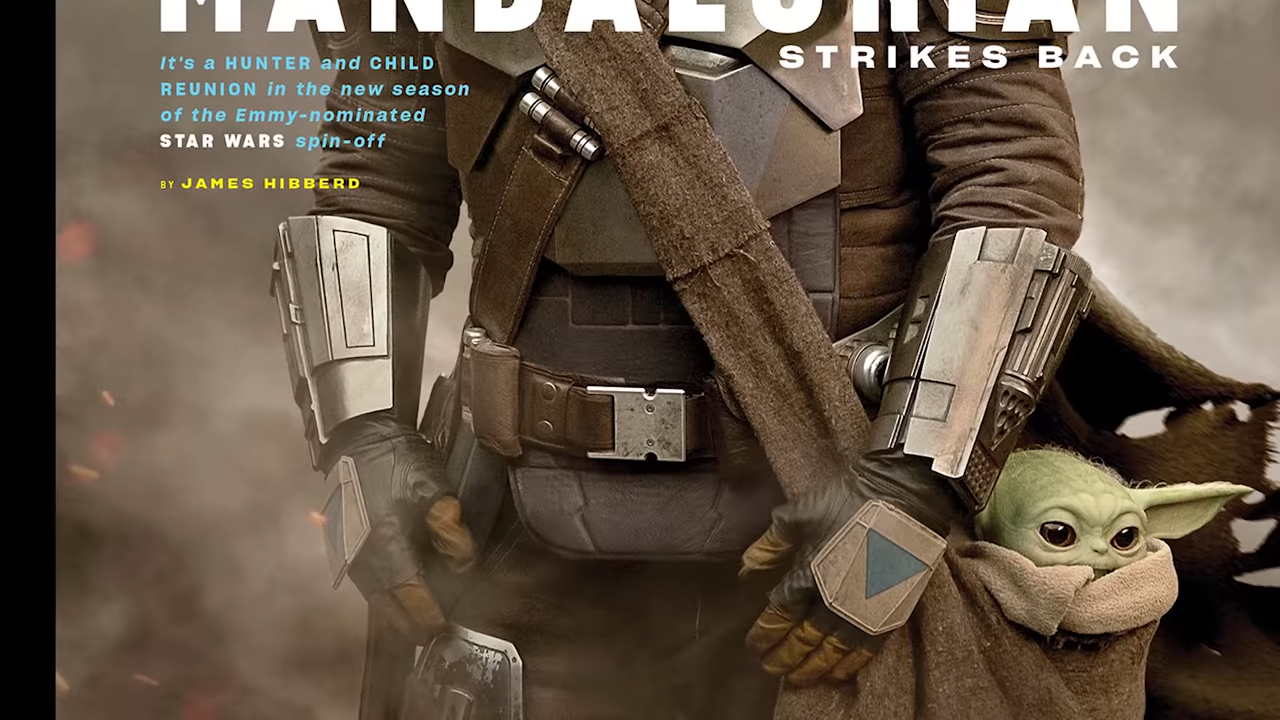 MANDALORIAN
STRIKES BACK
It's a HUNTER and CHILD
REUNION in the new season
of the Emmy-nominated
STAR WARS spin-off
BY JAMES HIBBERD